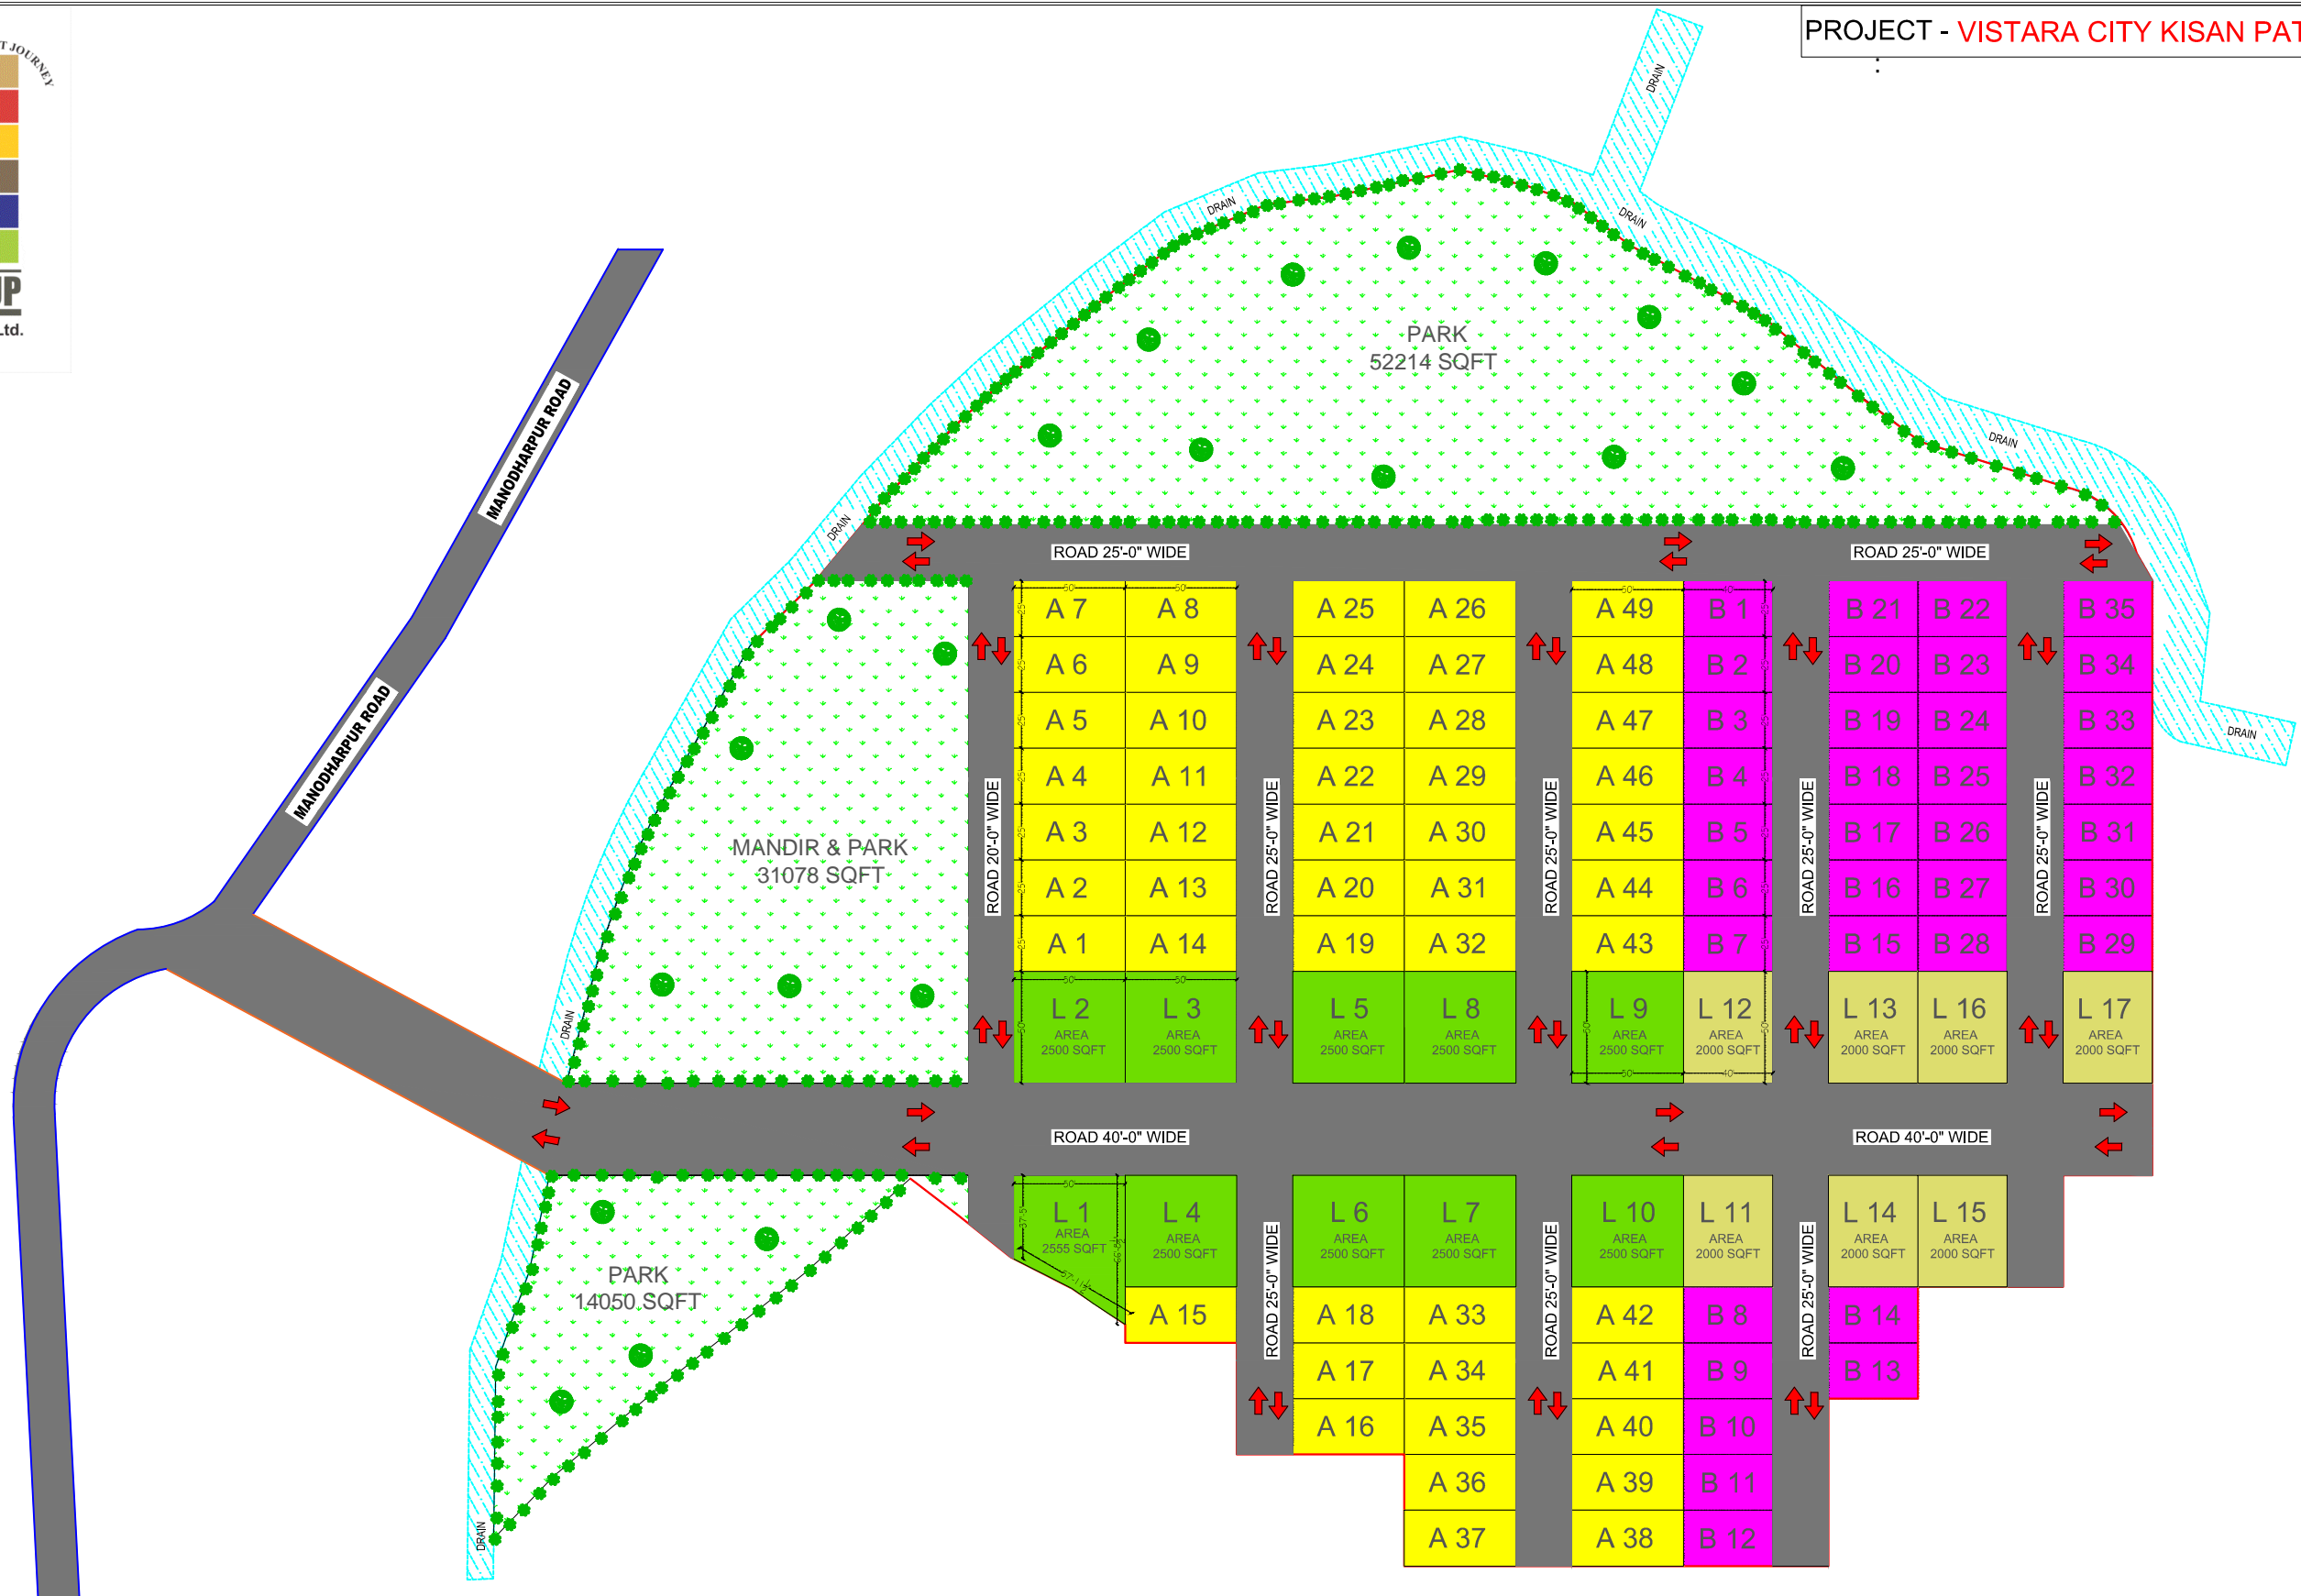 PROJECT - VISTARA CITY KISAN PAT
T JOURNEY
UP
Ltd.
DRAIN
DRAIN
DRAIN
DRAIN
DRAIN
DRAIN
DRAIN
DRAIN
MANODHARPUR ROAD
MANODHARPUR ROAD
PARK
52214 SQFT
MANDIR & PARK
31078 SQFT
PARK
14050 SQFT
ROAD 25'-0" WIDE
ROAD 25'-0" WIDE
A 7 A 8 A 25 A 26 A 49 B 1 B 21 B 22 B 35
A 6 A 9 A 24 A 27 A 48 B 2 B 20 B 23 B 34
A 5 A 10 A 23 A 28 A 47 B 3 B 19 B 24 B 33
A 4 A 11 A 22 A 29 A 46 B 4 B 18 B 25 B 32
A 3 A 12 A 21 A 30 A 45 B 5 B 17 B 26 B 31
A 2 A 13 A 20 A 31 A 44 B 6 B 16 B 27 B 30
A 1 A 14 A 19 A 32 A 43 B 7 B 15 B 28 B 29
ROAD 20'-0" WIDE
ROAD 25'-0" WIDE
ROAD 25'-0" WIDE
ROAD 25'-0" WIDE
ROAD 25'-0" WIDE
L 2 L 3 L 5 L 8 L 9 L 12 L 13 L 16 L 17
AREA AREA AREA AREA AREA AREA AREA AREA AREA
2500 SQFT 2500 SQFT 2500 SQFT 2500 SQFT 2500 SQFT 2000 SQFT 2000 SQFT 2000 SQFT 2000 SQFT
ROAD 40'-0" WIDE
ROAD 40'-0" WIDE
L 1 L 4 L 6 L 7 L 10 L 11 L 14 L 15
AREA AREA AREA AREA AREA AREA AREA AREA
2555 SQFT 2500 SQFT 2500 SQFT 2500 SQFT 2500 SQFT 2000 SQFT 2000 SQFT 2000 SQFT
ROAD 25'-0" WIDE
ROAD 25'-0" WIDE
ROAD 25'-0" WIDE
A 15 A 18 A 33 A 42 B 8 B 14
A 17 A 34 A 41 B 9 B 13
A 16 A 35 A 40 B 10
A 36 A 39 B 11
A 37 A 38 B 12